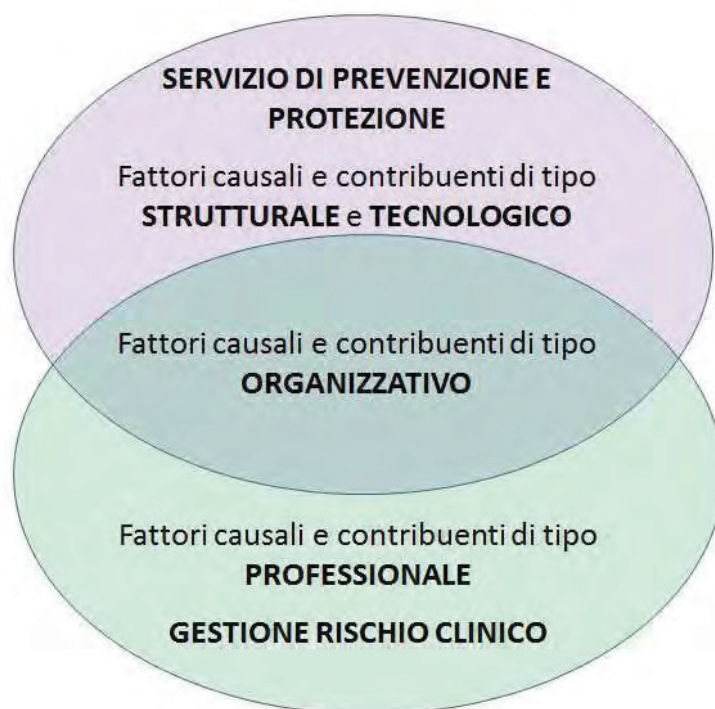 SERVIZIO DI PREVENZIONE E
PROTEZIONE
Fattori causali e contribuenti di tipo
STRUTTURALE e TECNOLOGICO
Fattori causali e contribuenti di tipo
ORGANIZZATIVO
Fattori causali e contribuenti di tipo
PROFESSIONALE
GESTIONE RISCHIO CLINICO